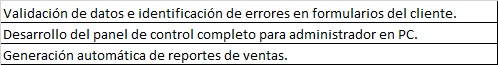 Validación de datos e identificación de errores en formularios del cliente.
Desarrollo del panel de control completo para administrador en PC.
Generación automática de reportes de ventas.